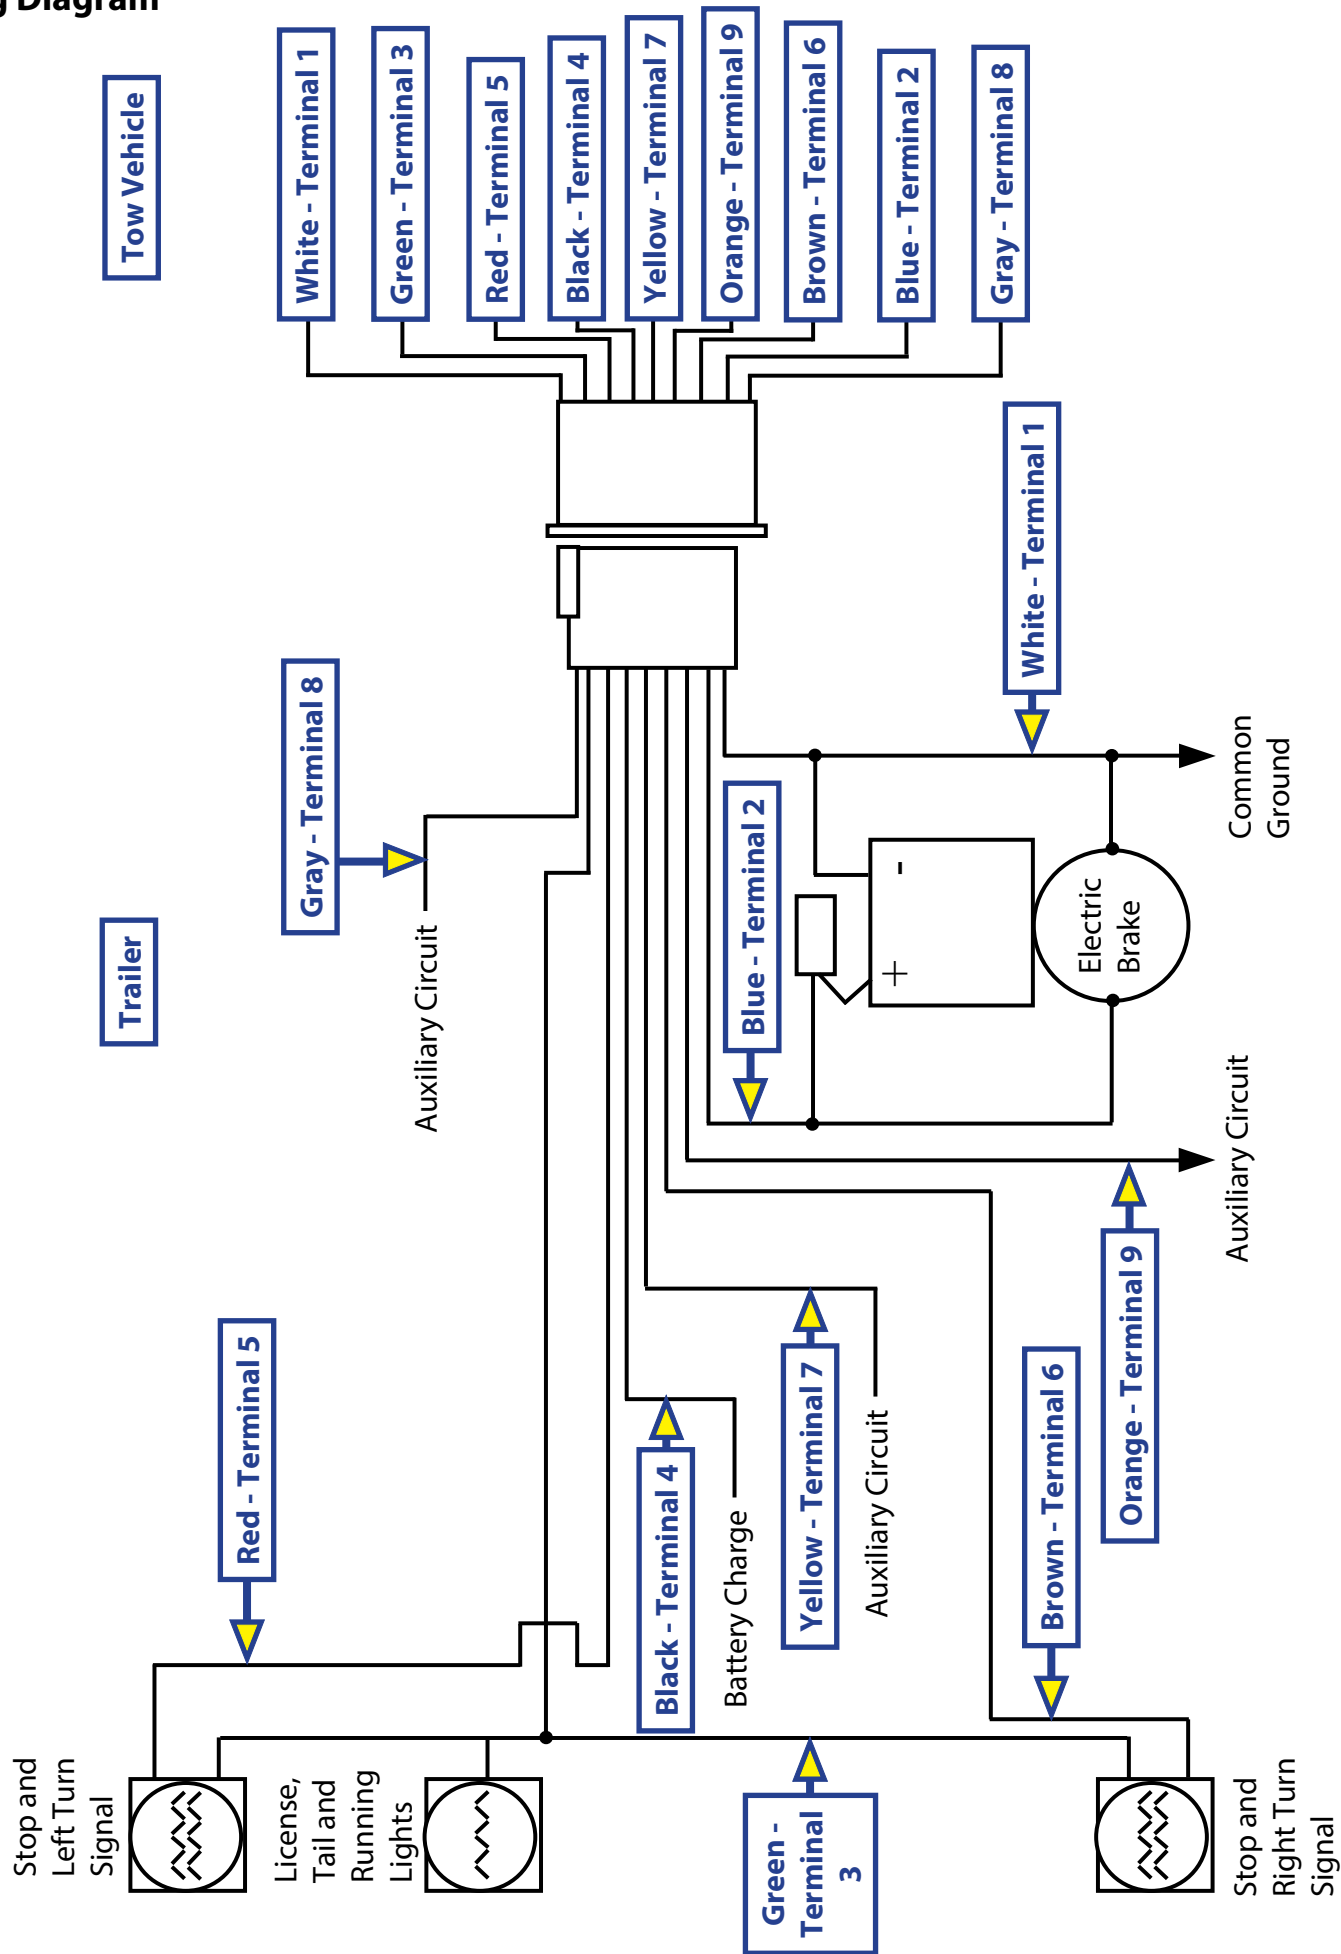 g Diagram
Tow Vehicle
White - Terminal 1
Green - Terminal 3
Red - Terminal 5
Black - Terminal 4
Yellow - Terminal 7
Orange - Terminal 9
Brown - Terminal 6
Blue - Terminal 2
Gray - Terminal 8
Trailer
Gray - Terminal 8
Auxiliary Circuit
White - Terminal 1
Common
Ground
Blue - Terminal 2
-
+
Electric
Brake
Auxiliary Circuit
Orange - Terminal 9
Red - Terminal 5
Black - Terminal 4
Battery Charge
Yellow - Terminal 7
Auxiliary Circuit
Brown - Terminal 6
Stop and
Left Turn
Signal
License,
Tail and
Running
Lights
Green -
Terminal
3
Stop and
Right Turn
Signal